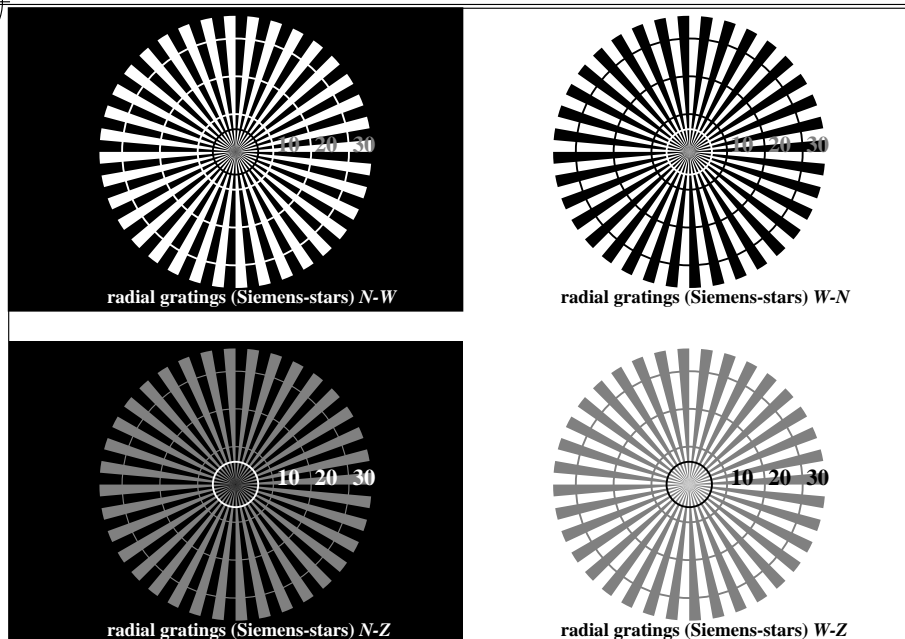 10 20 30
radial gratings (Siemens-stars) N-W
10 20 30
radial gratings (Siemens-stars) W-N
10 20 30
radial gratings (Siemens-stars) N-Z
10 20 30
radial gratings (Siemens-stars) W-Z